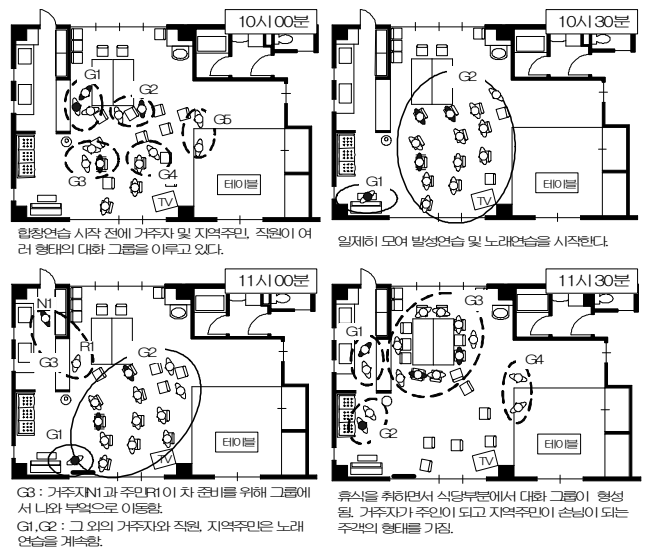 10시 00분
G1
G2
G5
G3
G4
테이블
TV
합창연습 시작 전에 거주자 및 지역주민, 직원이 여
러 형태의 대화 그룹을 이루고 있다.
10시 30분
G2
G1
테이블
TV
일제히 모여 발성연습 및 노래연습을 시작한다.
11시 00분
N1
R1
G3
G2
G1
테이블
TV
G3 : 거주자N1과 주민R1이 차 준비를 위해 그룹에
서 나와 부엌으로 이동함.
G1,G2 : 그 외의 거주자와 직원, 지역주민은 노래
연습을 계속함.
11시 30분
G3
G1
G4
G2
테이블
TV
휴식을 취하면서 식당부분에서 대화 그룹이 형성
됨. 거주자가 주인이 되고 지역주민이 손님이 되는
주객의 형태를 가짐.